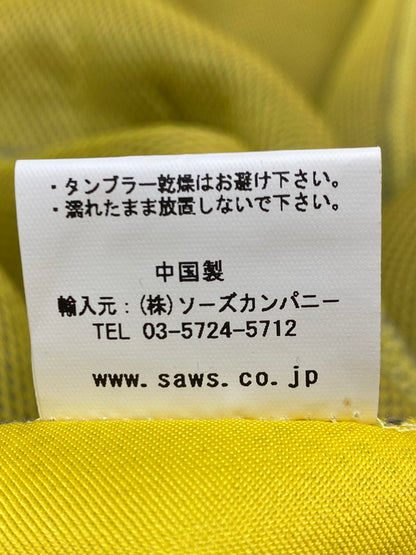 ・タンブラー乾燥はお避け下さい。
・濡れたまま放置しないで下さい。
中国製
輸入元：(株)ソーズカンパニー
TEL 03-5724-5712
www.saws.co.jp